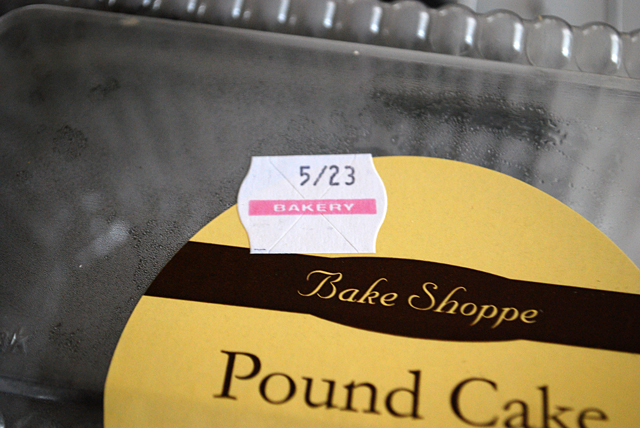 5/23
BAKERY
Bake Shoppe
Pound Cake